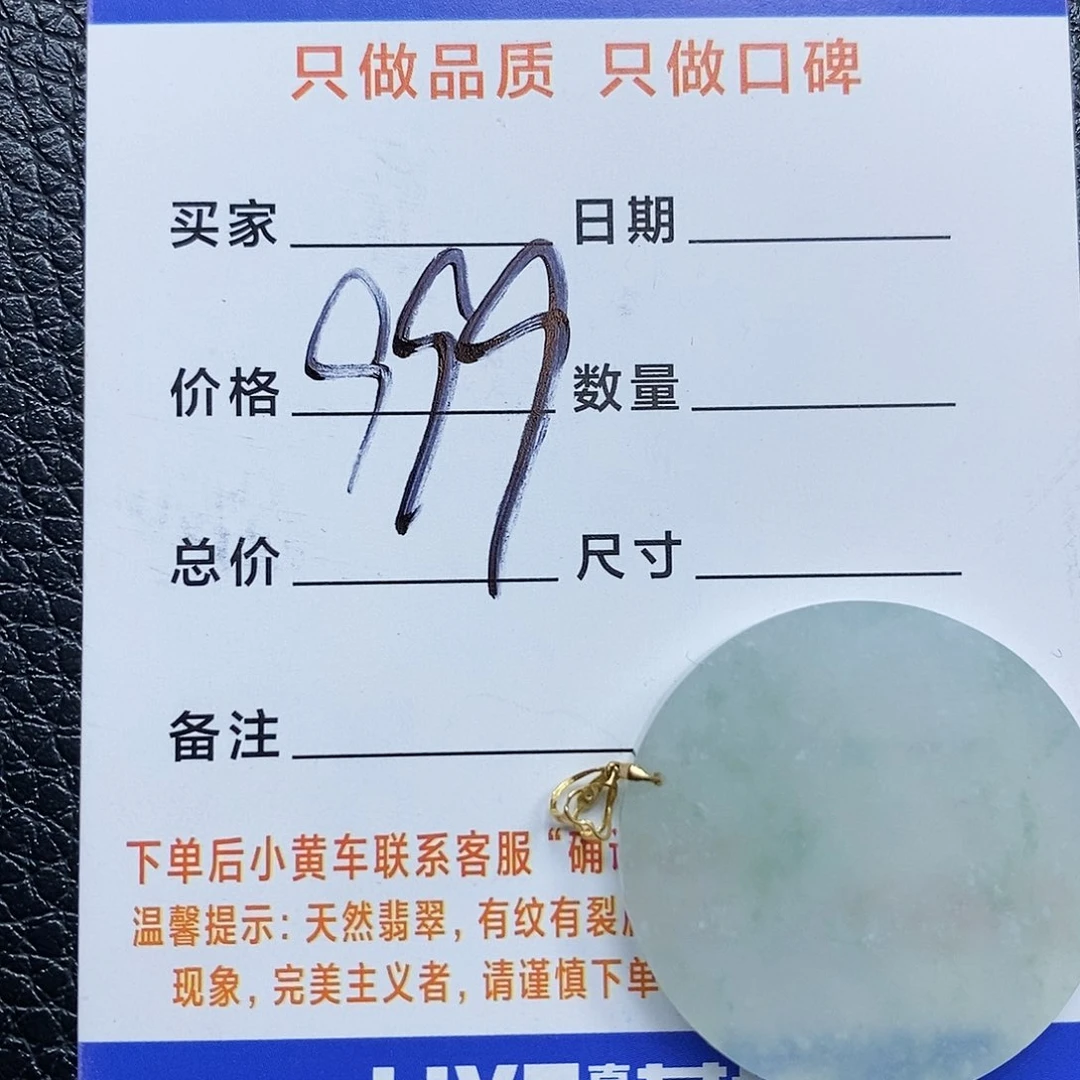 只做品质 只做口碑
买家 日期
999
价格 数量
总价 尺寸
备注
下单后小黄车联系客服“确
温馨提示：天然翡翠，有纹有裂
现象，完美主义者，请谨慎下单